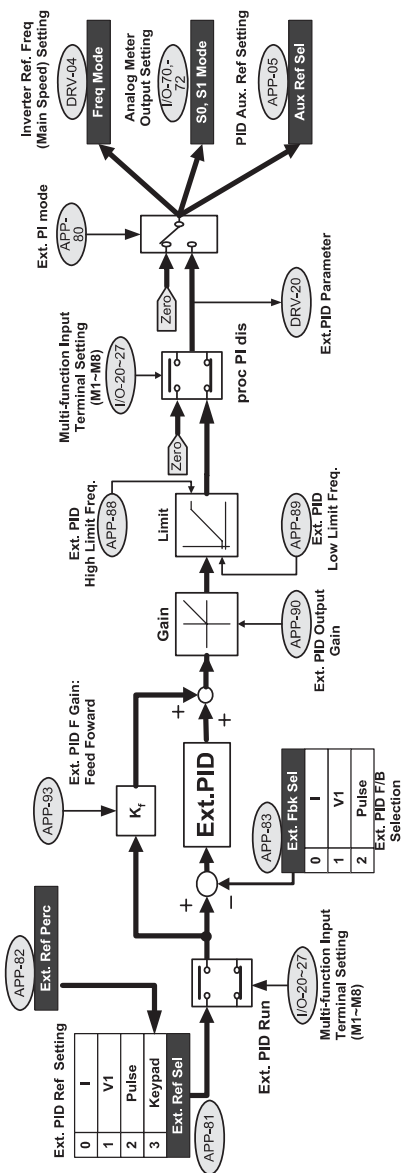 Ext. PID Ref Setting
0 I
1 V1
2 Pulse
3 Keypad
Ext. Ref Sel
APP-81
APP-82
Ext. Ref Perc
Ext. PID Run
I/O-20~27
Multi-function Input
Terminal Setting
(M1~M8)
APP-93
Ext. PID F Gain:
Feed Foward
Kf
+
−
Ext.PID
+
+
APP-83
Ext. Fbk Sel
0 I
1 V1
2 Pulse
Ext. PID F/B
Selection
Gain
APP-90
Ext. PID Output
Gain
Ext. PID
High Limit Freq.
APP-88
Limit
APP-89
Ext. PID
Low Limit Freq.
Multi-function Input
Terminal Setting
(M1~M8)
I/O-20~27
Zero
proc PI dis
Ext. PI mode
APP-
80
Zero
DRV-20
Ext.PID Parameter
Inverter Ref. Freq
(Main Speed) Setting
DRV-04
Freq Mode
Analog Meter
Output Setting
I/O-70,-
72
S0, S1 Mode
PID Aux. Ref Setting
APP-05
Aux Ref Sel